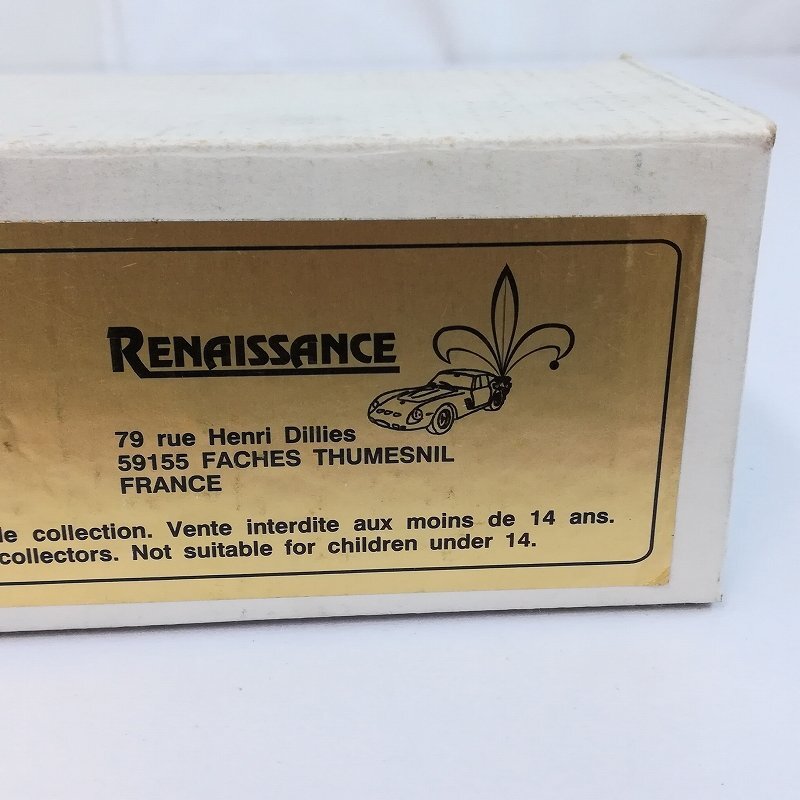 RENAISSANCE
79 rue Henri Dillies
59155 FACHES THUMESNIL
FRANCE
collection. Vente interdite aux moins de 14 ans.
collectors. Not suitable for children under 14.